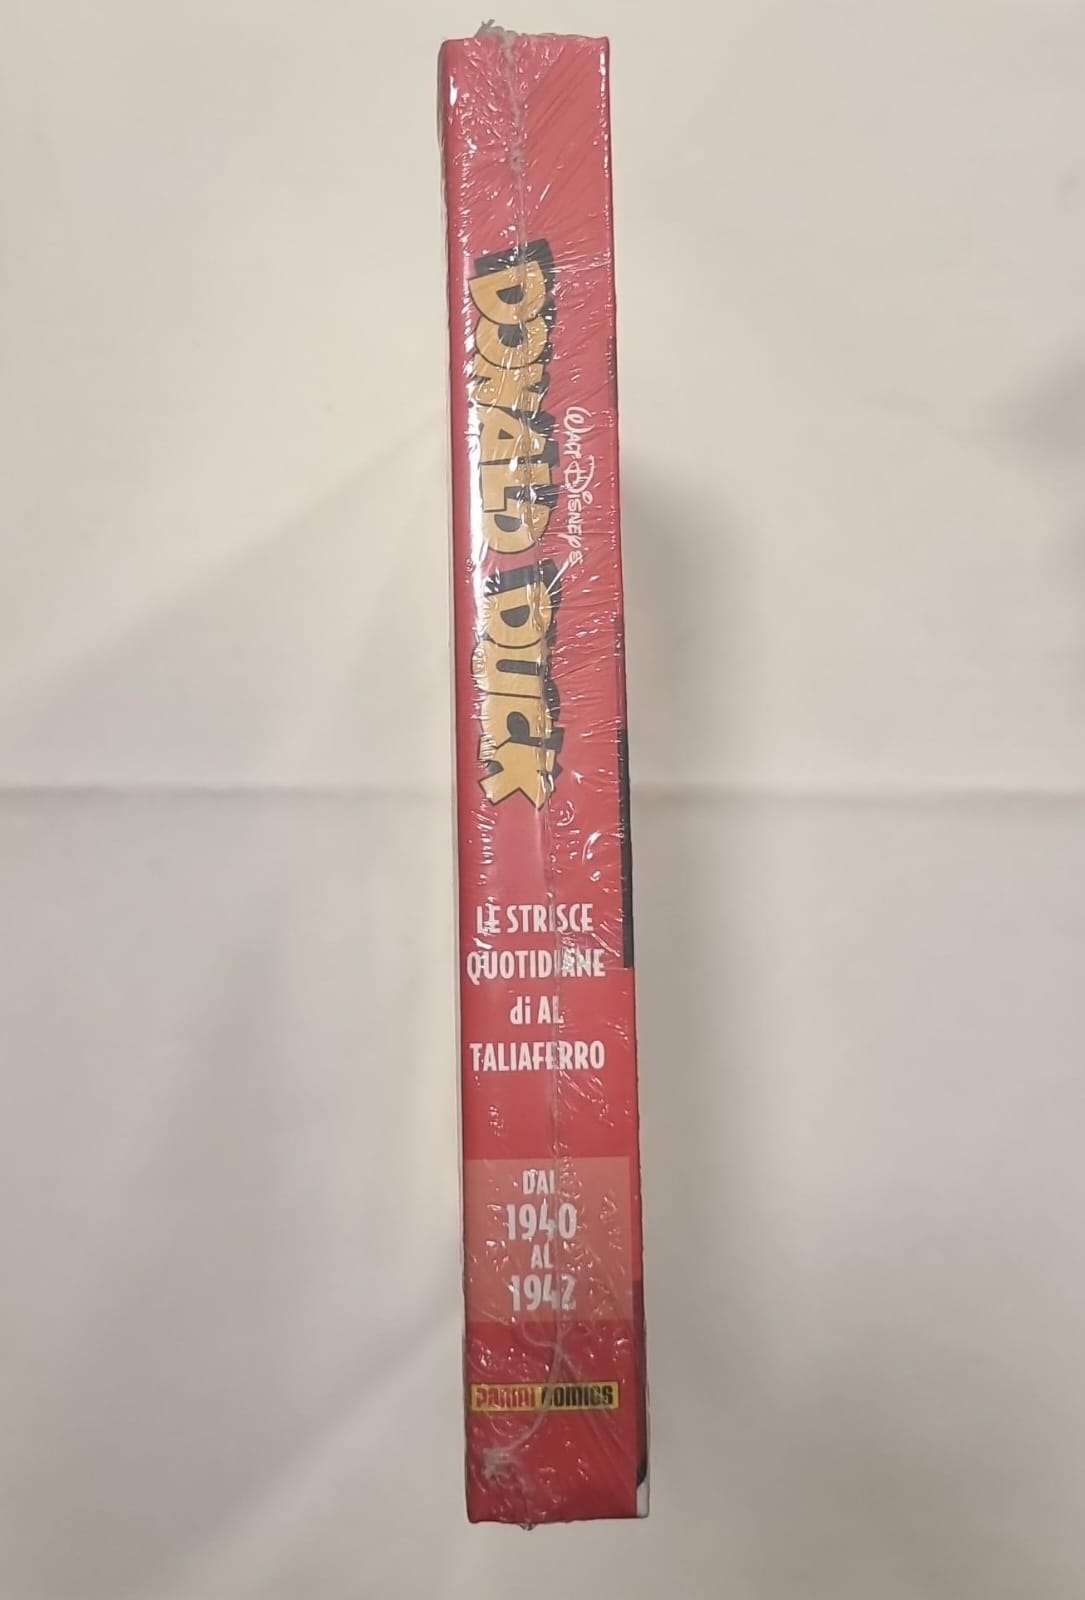 WALT DISNEY'S
DONALD DUCK
LE STRISCE
QUOTIDIANE
di AL
TALIAFERRO
DAL
1940
AL
1942
PANINI COMICS